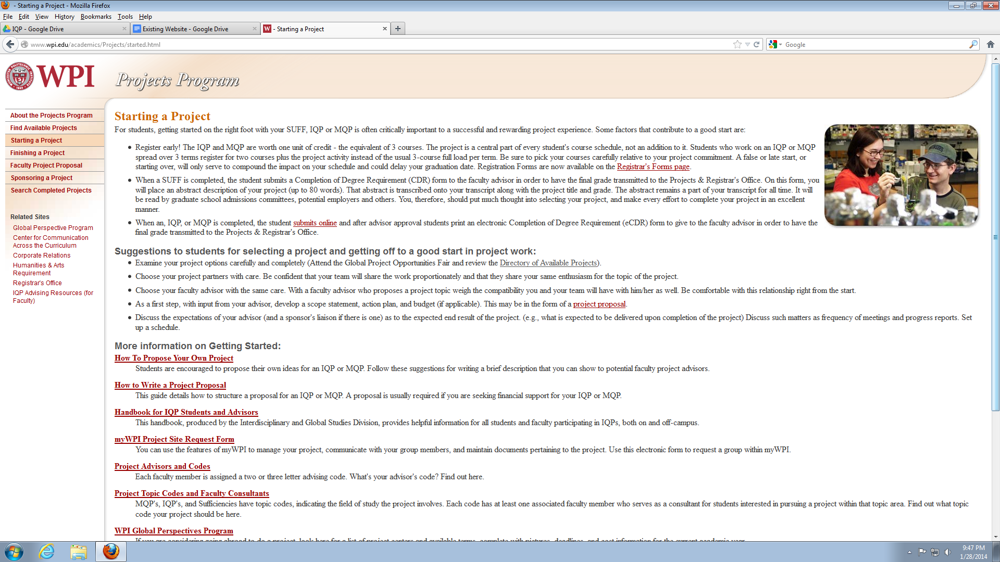 - Starting a Project - Mozilla Firefox
File Edit View History Bookmarks Tools Help
IQP - Google Drive
Existing Website - Google Drive
W - Starting a Project
www.wpi.edu/academics/Projects/started.html
Google
WPI
Projects Program
About the Projects Program
Find Available Projects
Starting a Project
Finishing a Project
Faculty Project Proposal
Sponsoring a Project
Search Completed Projects
Related Sites
Global Perspective Program
Center for Communication
Across the Curriculum
Corporate Relations
Humanities & Arts
Requirement
Registrar's Office
IQP Advising Resources (for
Faculty)
Starting a Project
For students, getting started on the right foot with your SUFF, IQP or MQP is often critically important to a successful and rewarding project experience. Some factors that contribute to a good start are:
Register early! The IQP and MQP are worth one unit of credit - the equivalent of 3 courses. The project is a central part of every student's course schedule, not an addition to it. Students who work on an IQP or MQP
spread over 3 terms register for two courses plus the project activity instead of the usual 3-course full load per term. Be sure to pick your courses carefully relative to your project commitment. A false or late start, or
starting over, will only serve to compound the impact on your schedule and could delay your graduation date. Registration Forms are now available on the Registrar's Forms page.
When a SUFF is completed, the student submits a Completion of Degree Requirement (CDR) form to the faculty advisor in order to have the final grade transmitted to the Projects & Registrar's Office. On this form, you
will place an abstract description of your project (up to 80 words). That abstract is transcribed onto your transcript along with the project title and grade. The abstract remains a part of your transcript for all time. It will
be read by graduate school admissions committees, potential employers and others. You, therefore, should put much thought into selecting your project, and make every effort to complete your project in an excellent
manner.
When an, IQP, or MQP is completed, the student submits online and after advisor approval students print an electronic Completion of Degree Requirement (eCDR) form to give to the faculty advisor in order to have the
final grade transmitted to the Projects & Registrar's Office.
Suggestions to students for selecting a project and getting off to a good start in project work:
Examine your project options carefully and completely (Attend the Global Project Opportunities Fair and review the Directory of Available Projects).
Choose your project partners with care. Be confident that your team will share the work proportionately and that they share your same enthusiasm for the topic of the project.
Choose your faculty advisor with the same care. With a faculty advisor who proposes a project topic weigh the compatibility you and your team will have with him/her as well. Be comfortable with this relationship right from the start.
As a first step, with input from your advisor, develop a scope statement, action plan, and budget (if applicable). This may be in the form of a project proposal.
Discuss the expectations of your advisor (and a sponsor's liaison if there is one) as to the expected end result of the project. (e.g., what is expected to be delivered upon completion of the project) Discuss such matters as frequency of meetings and progress reports. Set
up a schedule.
More information on Getting Started:
How To Propose Your Own Project
Students are encouraged to propose their own ideas for an IQP or MQP. Follow these suggestions for writing a brief description that you can show to potential faculty project advisors.
How to Write a Project Proposal
This guide details how to structure a proposal for an IQP or MQP. A proposal is usually required if you are seeking financial support for your IQP or MQP.
Handbook for IQP Students and Advisors
This handbook, produced by the Interdisciplinary and Global Studies Division, provides helpful information for all students and faculty participating in IQPs, both on and off-campus.
myWPI Project Site Request Form
You can use the features of myWPI to manage your project, communicate with your group members, and maintain documents pertaining to the project. Use this electronic form to request a group within myWPI.
Project Advisors and Codes
Each faculty member is assigned a two or three letter advising code. What's your advisor's code? Find out here.
Project Topic Codes and Faculty Consultants
MQP's, IQP's, and Sufficiencies have topic codes, indicating the field of study the project involves. Each code has at least one associated faculty member who serves as a consultant for students interested in pursuing a project within that topic area. Find out what topic
code your project should be here.
WPI Global Perspectives Program
If you are considering going abroad to do a project, look here for a list of project centers and available terms, complete with pictures, deadlines, and cost information for the current academic year.
9:47 PM
1/28/2014